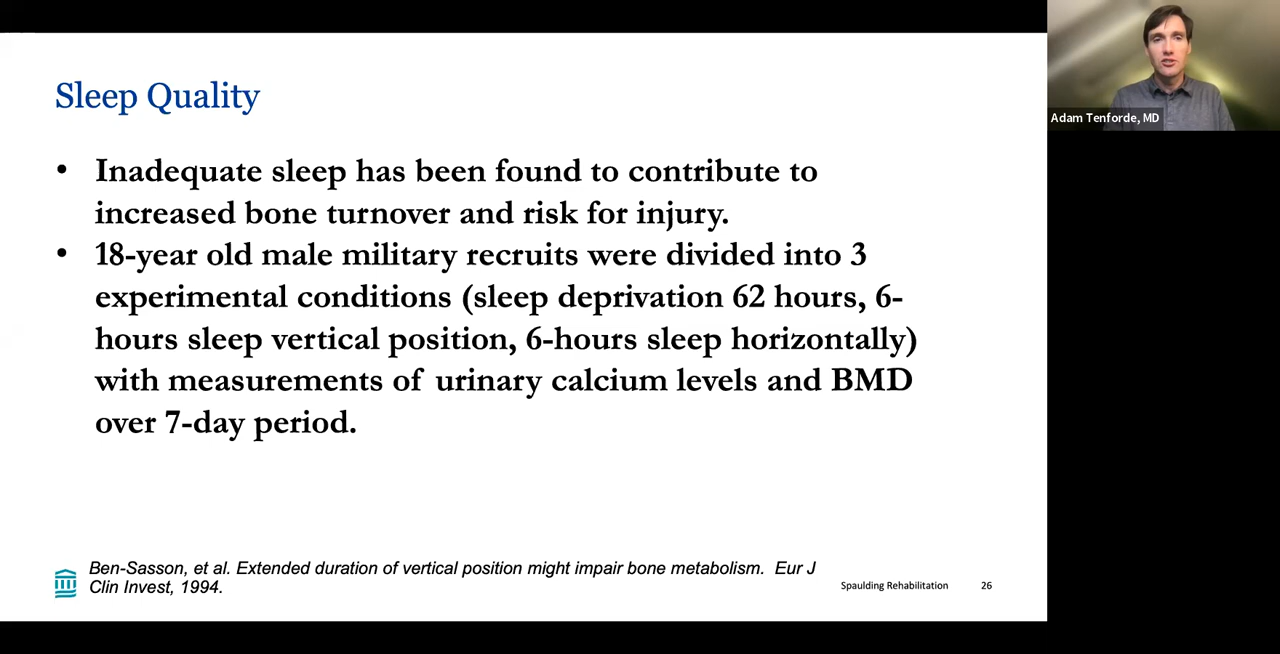 Sleep Quality
• Inadequate sleep has been found to contribute to
increased bone turnover and risk for injury.
• 18-year old male military recruits were divided into 3
experimental conditions (sleep deprivation 62 hours, 6-
hours sleep vertical position, 6-hours sleep horizontally)
with measurements of urinary calcium levels and BMD
over 7-day period.
Ben-Sasson, et al. Extended duration of vertical position might impair bone metabolism. Eur J
Clin Invest, 1994.
Spaulding Rehabilitation 26
Adam Tenforde, MD